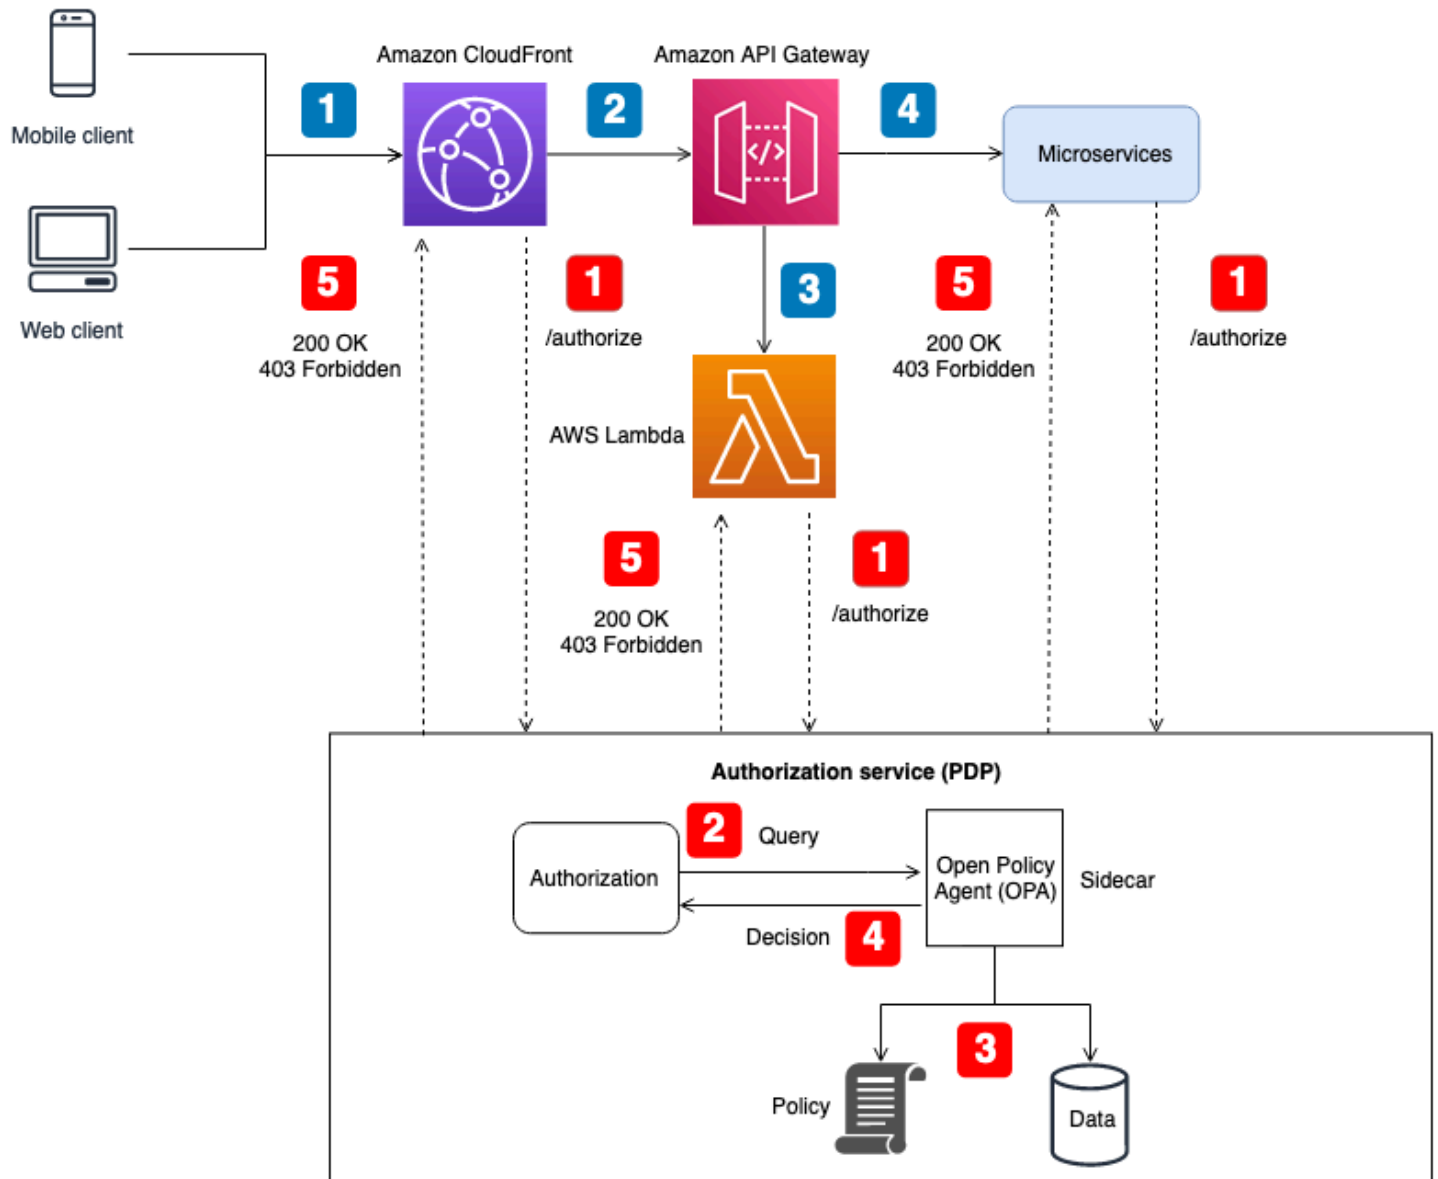 Amazon CloudFront
Amazon API Gateway
1
2
4
Mobile client
</>
Microservices
5
1
3
5
1
Web client
200 OK
403 Forbidden
/authorize
200 OK
403 Forbidden
/authorize
AWS Lambda
5
1
200 OK
403 Forbidden
/authorize
Authorization service (PDP)
2
Query
Authorization
Open Policy
Agent (OPA)
Sidecar
Decision
4
3
Policy
Data